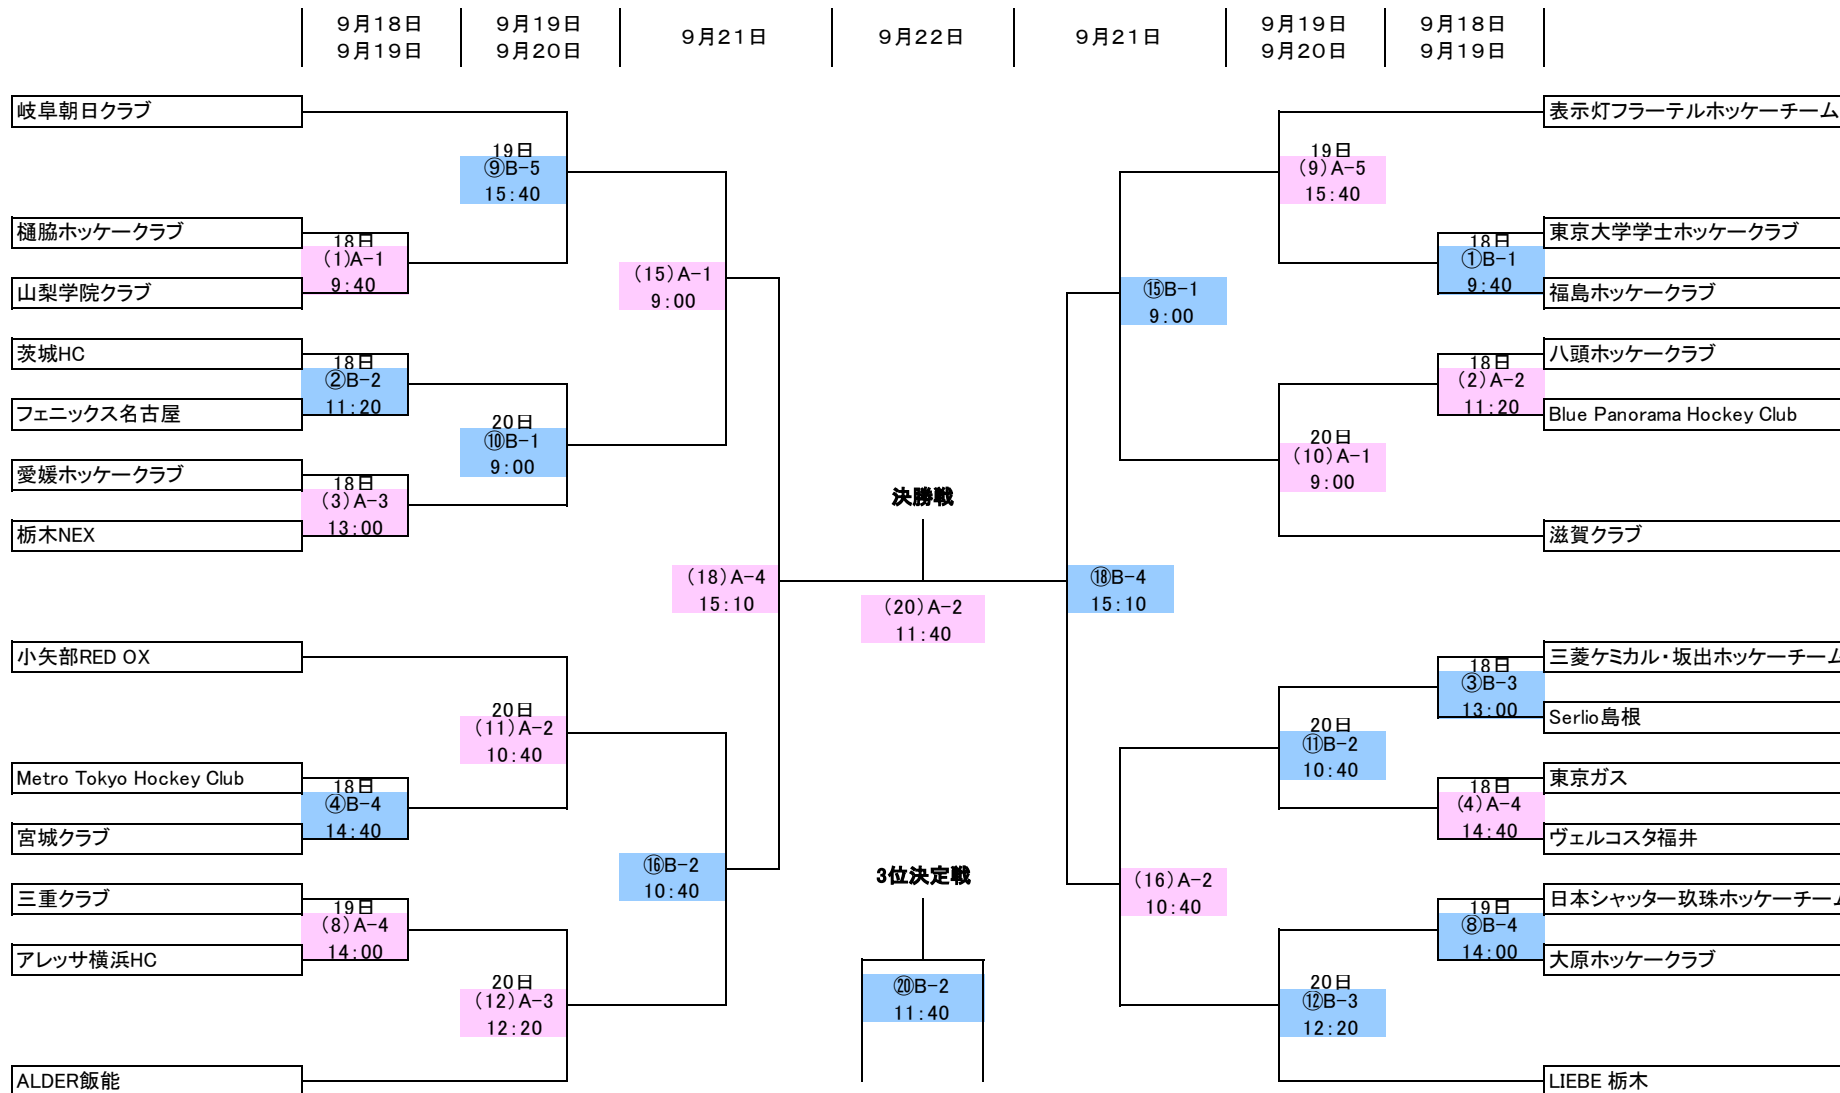 9月18日
9月19日
9月19日
9月20日
9月21日
9月22日
9月21日
9月19日
9月20日
9月18日
9月19日
岐阜朝日クラブ
19日
⑨B-5
15:40
樋脇ホッケークラブ
18日
(1)A-1
9:40
山梨学院クラブ
(15)A-1
9:00
茨城HC
18日
②B-2
11:20
フェニックス名古屋
20日
⑩B-1
9:00
愛媛ホッケークラブ
18日
(3)A-3
13:00
栃木NEX
(18)A-4
15:10
小矢部RED OX
20日
(11)A-2
10:40
Metro Tokyo Hockey Club
18日
④B-4
14:40
宮城クラブ
⑯B-2
10:40
三重クラブ
19日
(8)A-4
14:00
アレッサ横浜HC
20日
(12)A-3
12:20
ALDER飯能
決勝戦
(20)A-2
11:40
3位決定戦
⑳B-2
11:40
表示灯フラーテルホッケーチーム
19日
(9)A-5
15:40
東京大学学士ホッケークラブ
18日
①B-1
9:40
福島ホッケークラブ
⑮B-1
9:00
八頭ホッケークラブ
18日
(2)A-2
11:20
Blue Panorama Hockey Club
20日
(10)A-1
9:00
滋賀クラブ
⑱B-4
15:10
三菱ケミカル・坂出ホッケーチーム
18日
③B-3
13:00
Serlio島根
20日
⑪B-2
10:40
東京ガス
18日
(4)A-4
14:40
ヴェルコスタ福井
(16)A-2
10:40
日本シャッター玖珠ホッケーチーム
19日
⑧B-4
14:00
大原ホッケークラブ
20日
⑫B-3
12:20
LIEBE 栃木